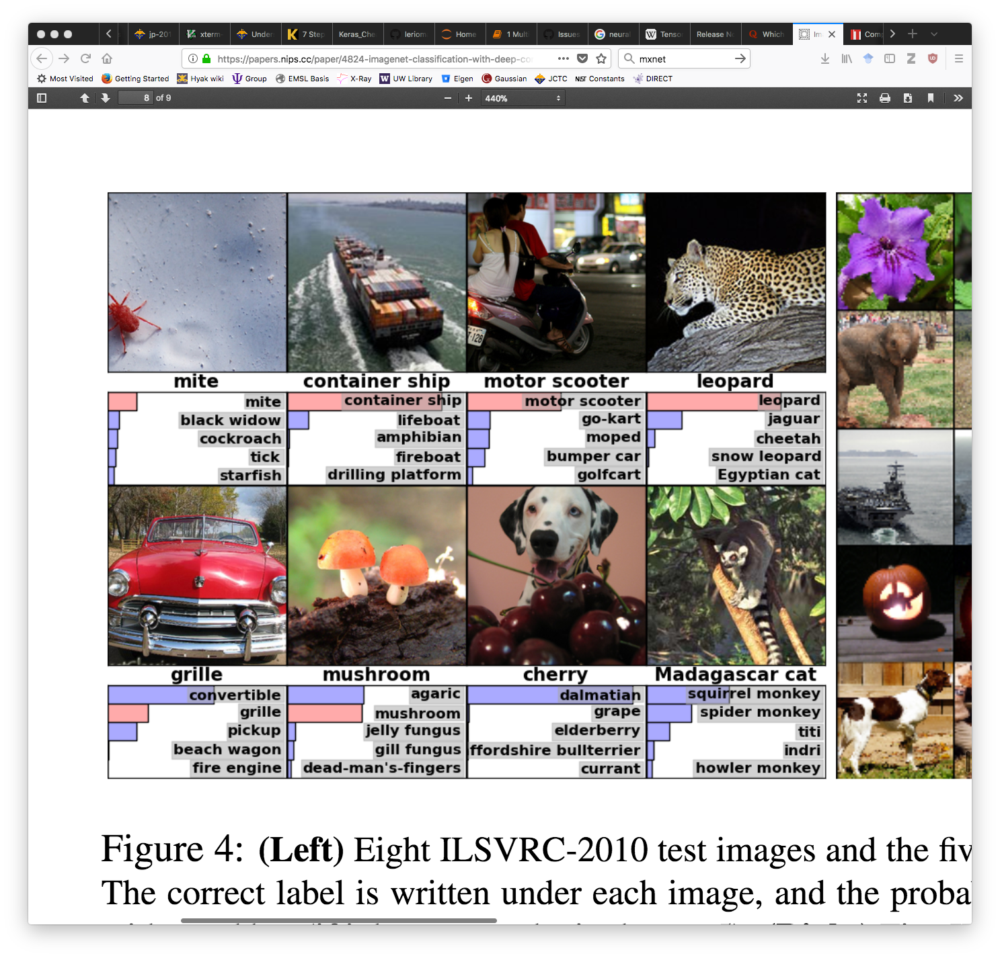 jp-201
xterm-
Under
7 Step
Keras_Che
leriom
Home
1 Multi
Issues
neural
Tenso
Release N
Which
Im
Com
https://papers.nips.cc/paper/4824-imagenet-classification-with-deep-co
mxnet
Most Visited
Getting Started
Hyak wiki
Group
EMSL Basis
X-Ray
UW Library
Eigen
Gaussian
JCTC
NIST Constants
DIRECT
8 of 9
440%
mite
container ship
motor scooter
leopard
mite
black widow
cockroach
tick
starfish
container ship
lifeboat
amphibian
fireboat
drilling platform
motor scooter
go-kart
moped
bumper car
golfcart
leopard
jaguar
cheetah
snow leopard
Egyptian cat
grille
mushroom
cherry
Madagascar cat
convertible
grille
pickup
beach wagon
fire engine
agaric
mushroom
jelly fungus
gill fungus
dead-man's-fingers
dalmatian
grape
elderberry
ffordshire bullterrier
currant
squirrel monkey
spider monkey
titi
indri
howler monkey
Figure 4: (Left) Eight ILSVRC-2010 test images and the fiv
The correct label is written under each image, and the proba